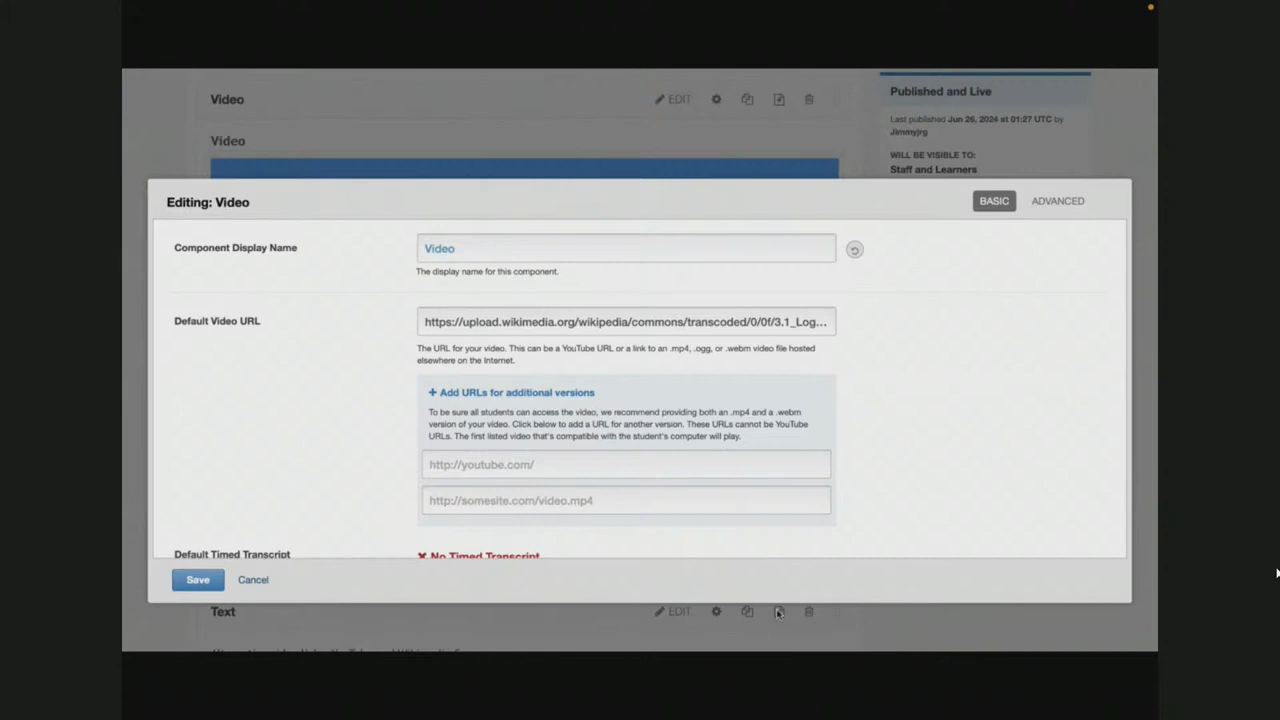 Video
EDIT
Published and Live
Last published Jun 26, 2024 at 01:27 UTC by
Jimmyjrg
WILL BE VISIBLE TO:
Staff and Learners
Video
Editing: Video
BASIC
ADVANCED
Component Display Name
Video
The display name for this component.
Default Video URL
https://upload.wikimedia.org/wikipedia/commons/transcoded/0/0f/3.1_Log...
The URL for your video. This can be a YouTube URL or a link to an .mp4, .ogg, or .webm video file hosted
elsewhere on the Internet.
+ Add URLs for additional versions
To be sure all students can access the video, we recommend providing both an .mp4 and a .webm
version of your video. Click below to add a URL for another version. These URLs cannot be YouTube
URLs. The first listed video that's compatible with the student's computer will play.
http://youtube.com/
http://somesite.com/video.mp4
Default Timed Transcript
No Timed Transcript
Save
Cancel
Text
EDIT